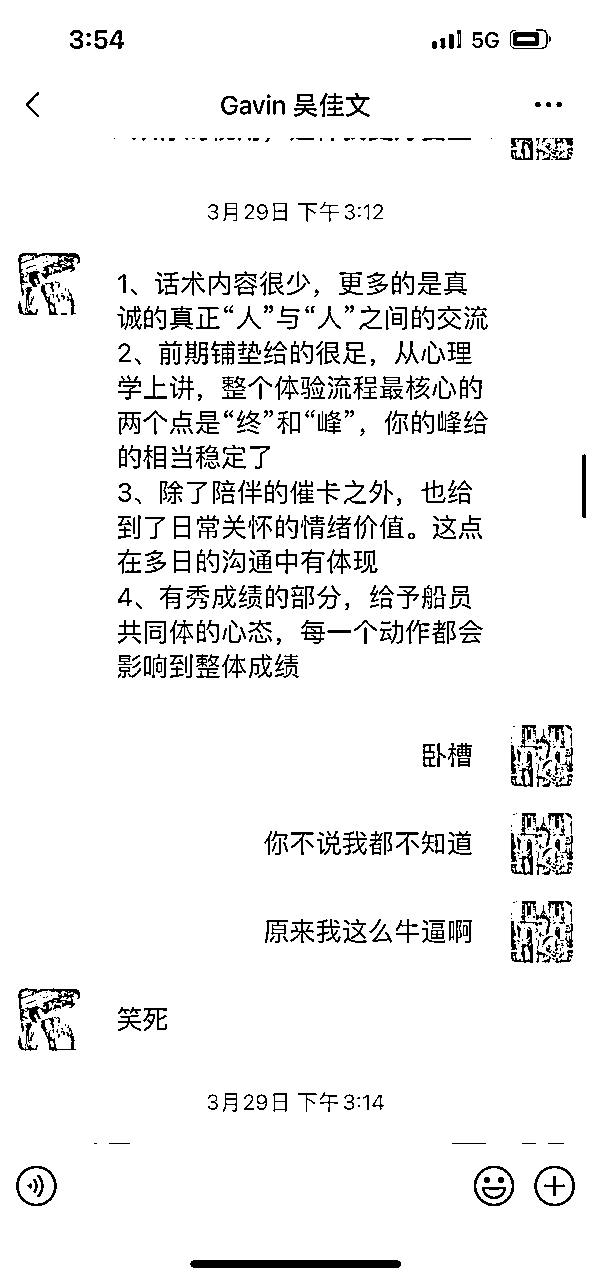 3:54
5G
Gavin 吴佳文
3月29日 下午3:12
1、话术内容很少，更多的是真
诚的真正“人”与“人”之间的交流
2、前期铺垫给的很足，从心理
学上讲，整个体验流程最核心的
两个点是“终”和“峰”，你的峰给
的相当稳定了
3、除了陪伴的催卡之外，也给
到了日常关怀的情绪价值。这点
在多日的沟通中有体现
4、有秀成绩的部分，给予船员
共同体的心态，每一个动作都会
影响到整体成绩
卧槽
你不说我都不知道
原来我这么牛逼啊
笑死
3月29日 下午3:14